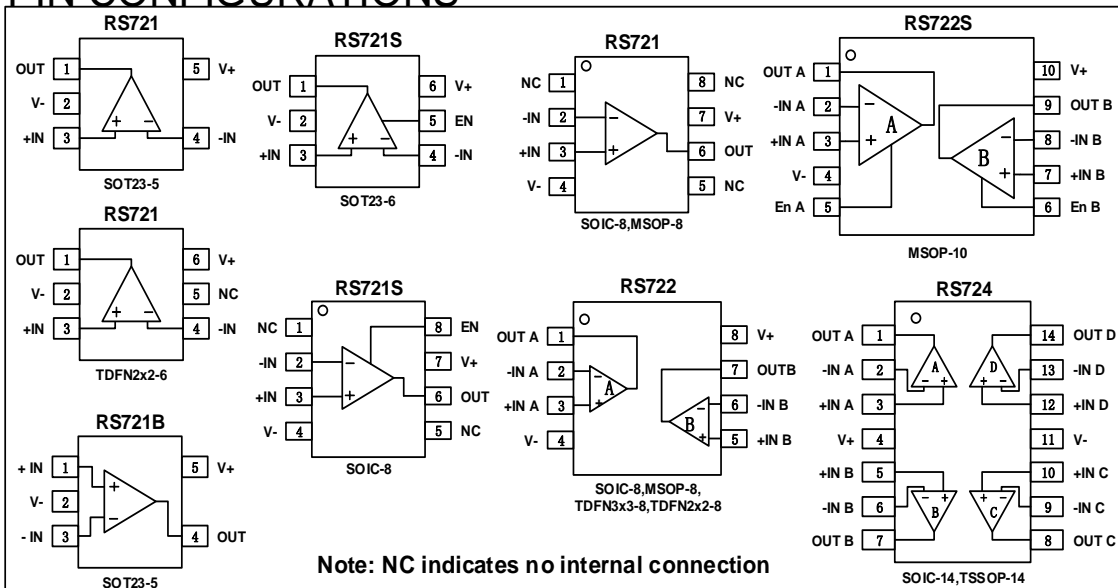 PIN CONFIGURATIONS
RS721
OUT 1
V- 2
+IN 3
5 V+
4 -IN
+ −
SOT23-5
RS721S
OUT 1
V- 2
+IN 3
6 V+
5 EN
4 -IN
+ −
SOT23-6
RS721
NC 1
-IN 2
+IN 3
V- 4
8 NC
7 V+
6 OUT
5 NC
−
+
SOIC-8,MSOP-8
RS722S
OUT A 1
-IN A 2
+IN A 3
V- 4
En A 5
10 V+
9 OUT B
8 -IN B
7 +IN B
6 En B
−
+
A
−
+
B
MSOP-10
RS721
OUT 1
V- 2
+IN 3
6 V+
5 NC
4 -IN
+ −
TDFN2x2-6
RS721S
NC 1
-IN 2
+IN 3
V- 4
8 EN
7 V+
6 OUT
5 NC
−
+
SOIC-8
RS722
OUT A 1
-IN A 2
+IN A 3
V- 4
8 V+
7 OUTB
6 -IN B
5 +IN B
−
+
A
−
+
B
SOIC-8,MSOP-8,
TDFN3x3-8,TDFN2x2-8
RS724
OUT A 1
-IN A 2
+IN A 3
V+ 4
+IN B 5
-IN B 6
OUT B 7
14 OUT D
13 -IN D
12 +IN D
11 V-
10 +IN C
9 -IN C
8 OUT C
A
− +
D
+ −
− +
B
+ −
C
SOIC-14,TSSOP-14
RS721B
+ IN 1
V- 2
- IN 3
5 V+
4 OUT
+
−
SOT23-5
Note: NC indicates no internal connection